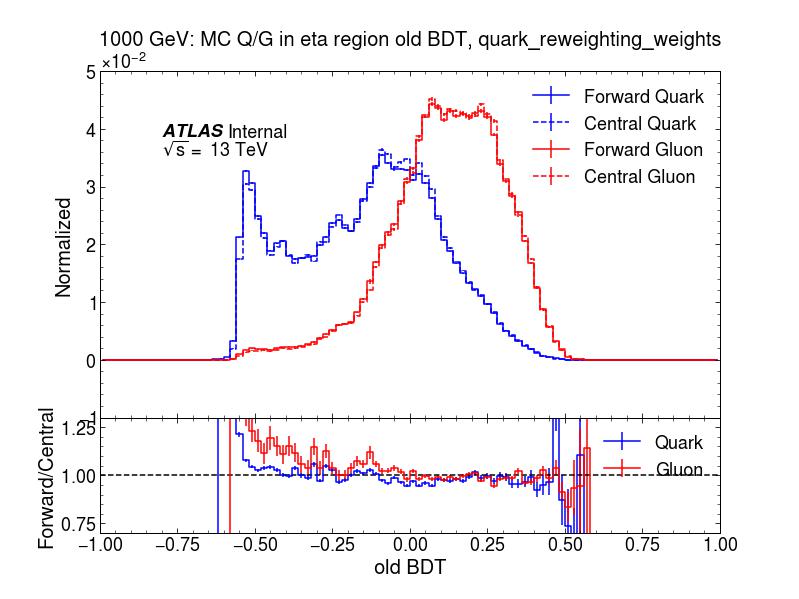 1000 GeV: MC Q/G in eta region old BDT, quark_reweighting_weights
×10⁻²
5
4
3
2
1
0
Normalized
ATLAS Internal
√s = 13 TeV
Forward Quark
Central Quark
Forward Gluon
Central Gluon
1.25
1.00
0.75
Forward/Central
Quark
Gluon
−1.00 −0.75 −0.50 −0.25 0.00 0.25 0.50 0.75 1.00
old BDT